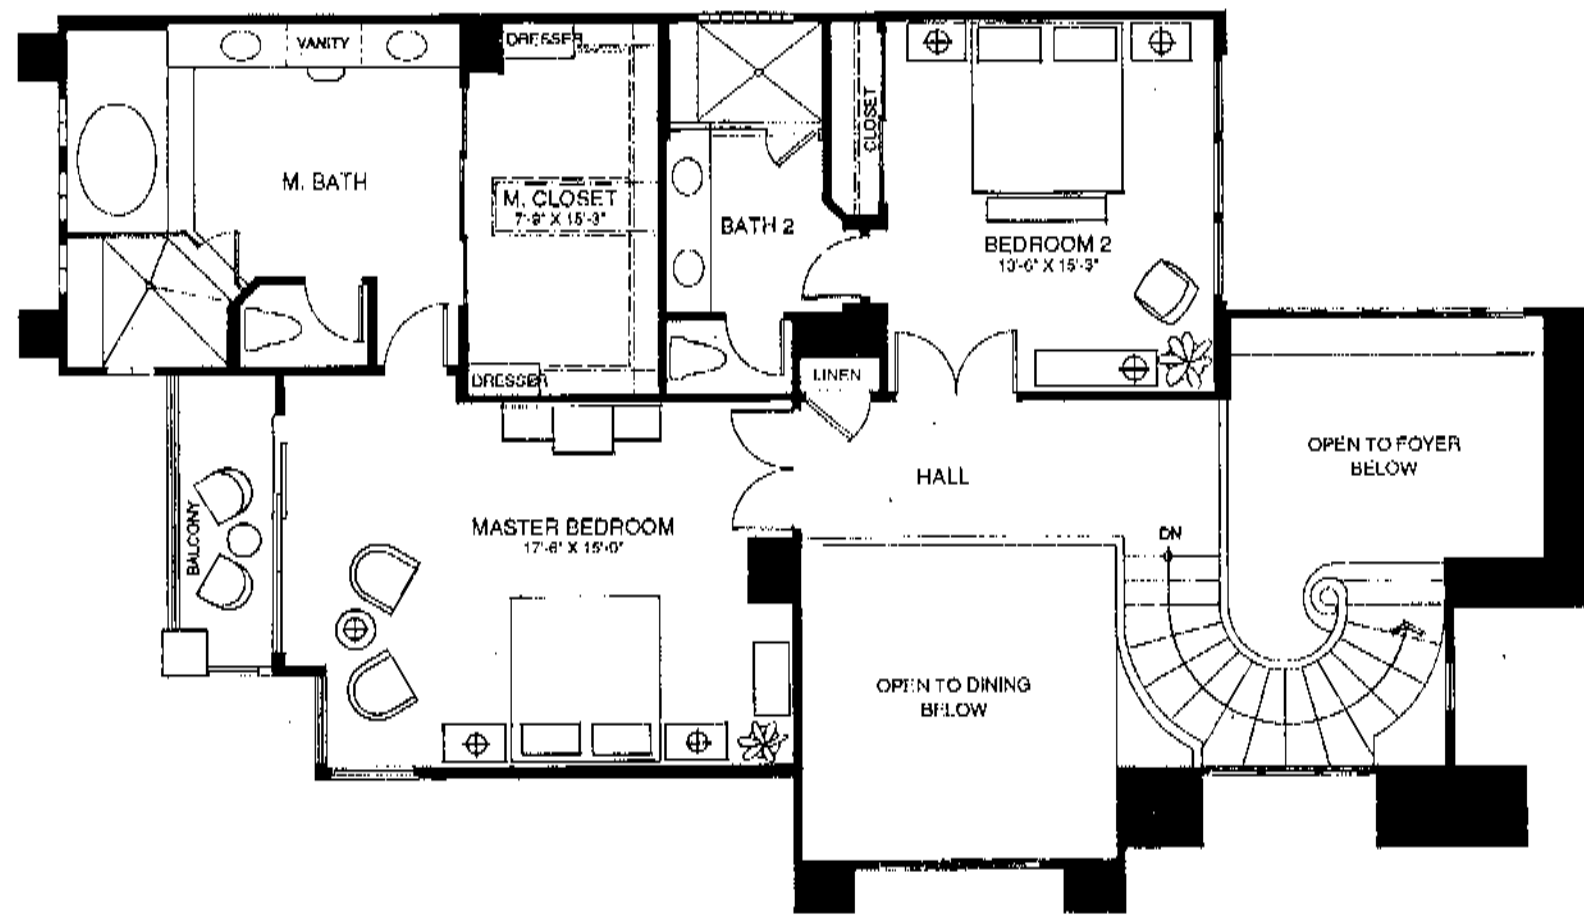 DRESSER
VANITY
CLOSET
M. BATH
M. CLOSET
7'-9" X 15'-3"
BATH 2
BEDROOM 2
13'-6" X 15'-3"
DRESSER
LINEN
OPEN TO FOYER
BELOW
HALL
BALCONY
MASTER BEDROOM
17'-6" X 15'-0"
DN
OPEN TO DINING
BELOW